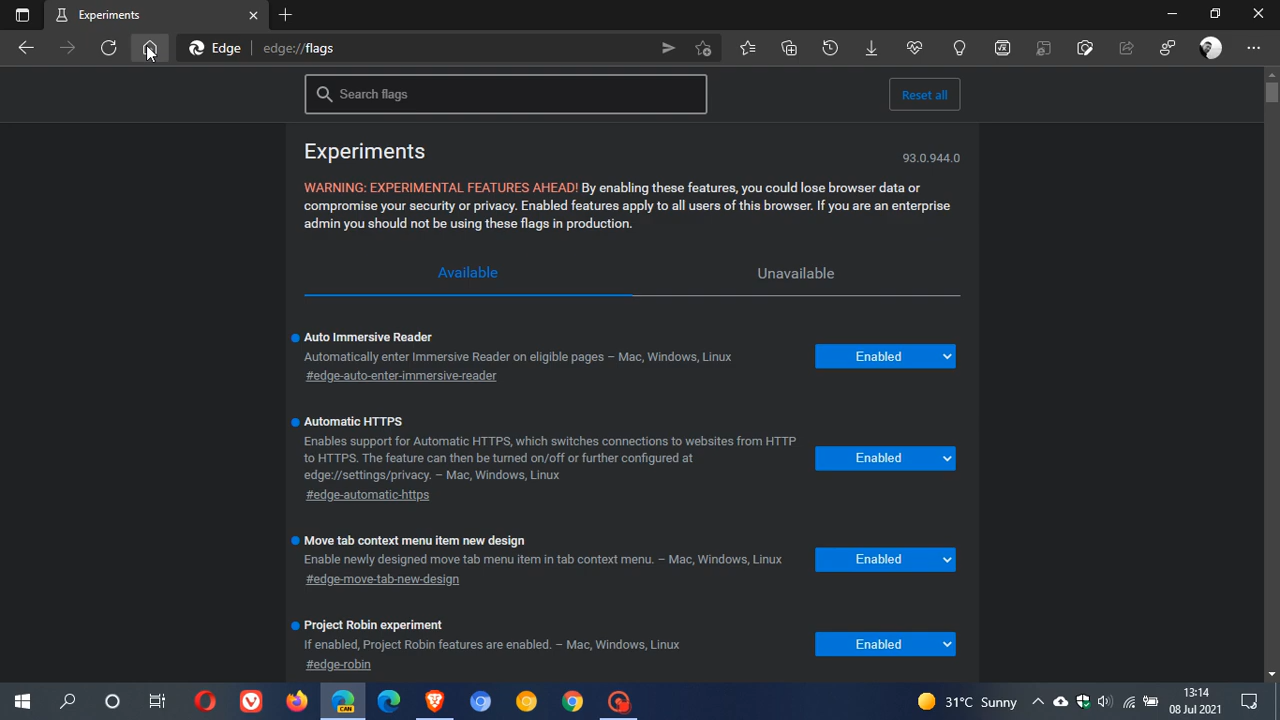 Experiments
Edge edge://flags
Search flags
Reset all
Experiments
93.0.944.0
WARNING: EXPERIMENTAL FEATURES AHEAD! By enabling these features, you could lose browser data or
compromise your security or privacy. Enabled features apply to all users of this browser. If you are an enterprise
admin you should not be using these flags in production.
Available
Unavailable
Auto Immersive Reader
Automatically enter Immersive Reader on eligible pages – Mac, Windows, Linux
#edge-auto-enter-immersive-reader
Enabled
Automatic HTTPS
Enables support for Automatic HTTPS, which switches connections to websites from HTTP
to HTTPS. The feature can then be turned on/off or further configured at
edge://settings/privacy. – Mac, Windows, Linux
#edge-automatic-https
Enabled
Move tab context menu item new design
Enable newly designed move tab menu item in tab context menu. – Mac, Windows, Linux
#edge-move-tab-new-design
Enabled
Project Robin experiment
If enabled, Project Robin features are enabled. – Mac, Windows, Linux
#edge-robin
Enabled
CAN
31°C Sunny
13:14
08 Jul 2021